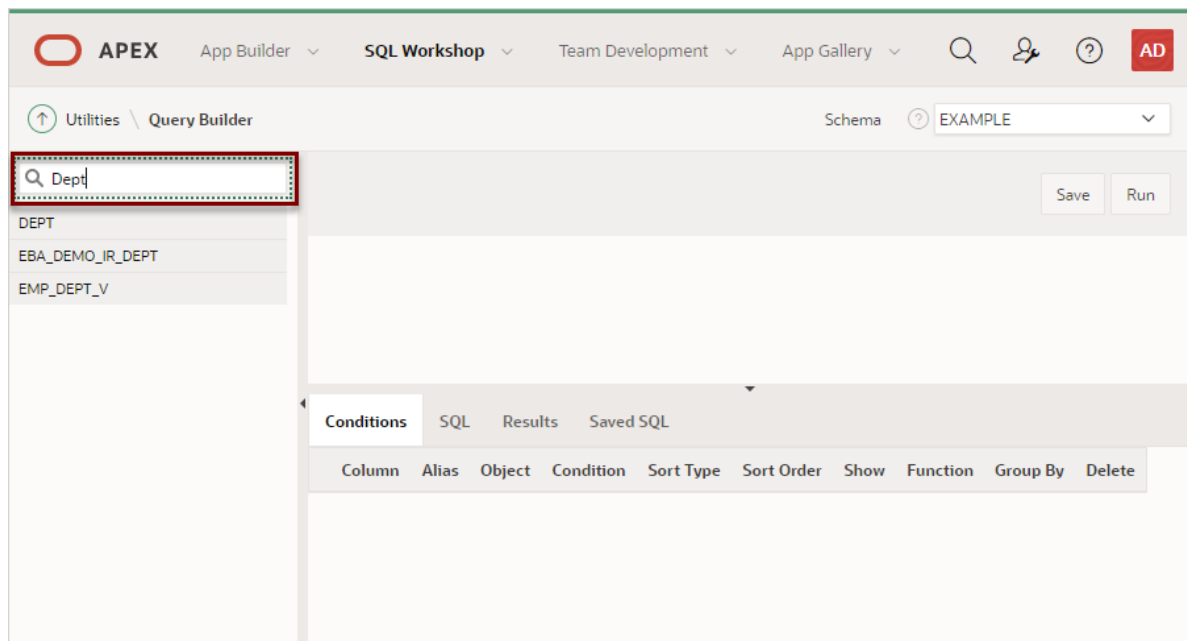 APEX App Builder SQL Workshop Team Development App Gallery ? AD
Utilities \ Query Builder Schema ? EXAMPLE
Dept
Save Run
DEPT
EBA_DEMO_IR_DEPT
EMP_DEPT_V
Conditions SQL Results Saved SQL
Column Alias Object Condition Sort Type Sort Order Show Function Group By Delete